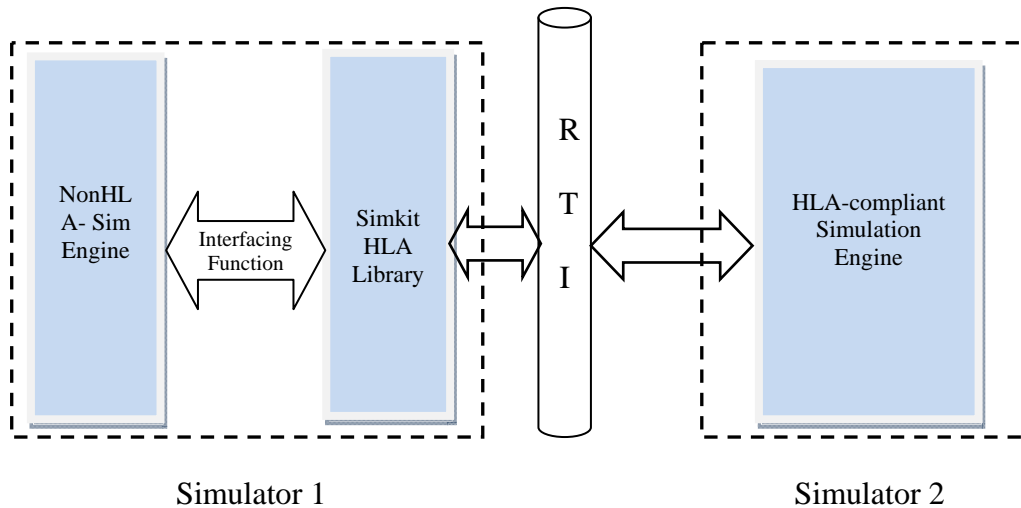 NonHL
A- Sim
Engine
Interfacing
Function
Simkit
HLA
Library
R
T
I
HLA-compliant
Simulation
Engine
Simulator 1
Simulator 2